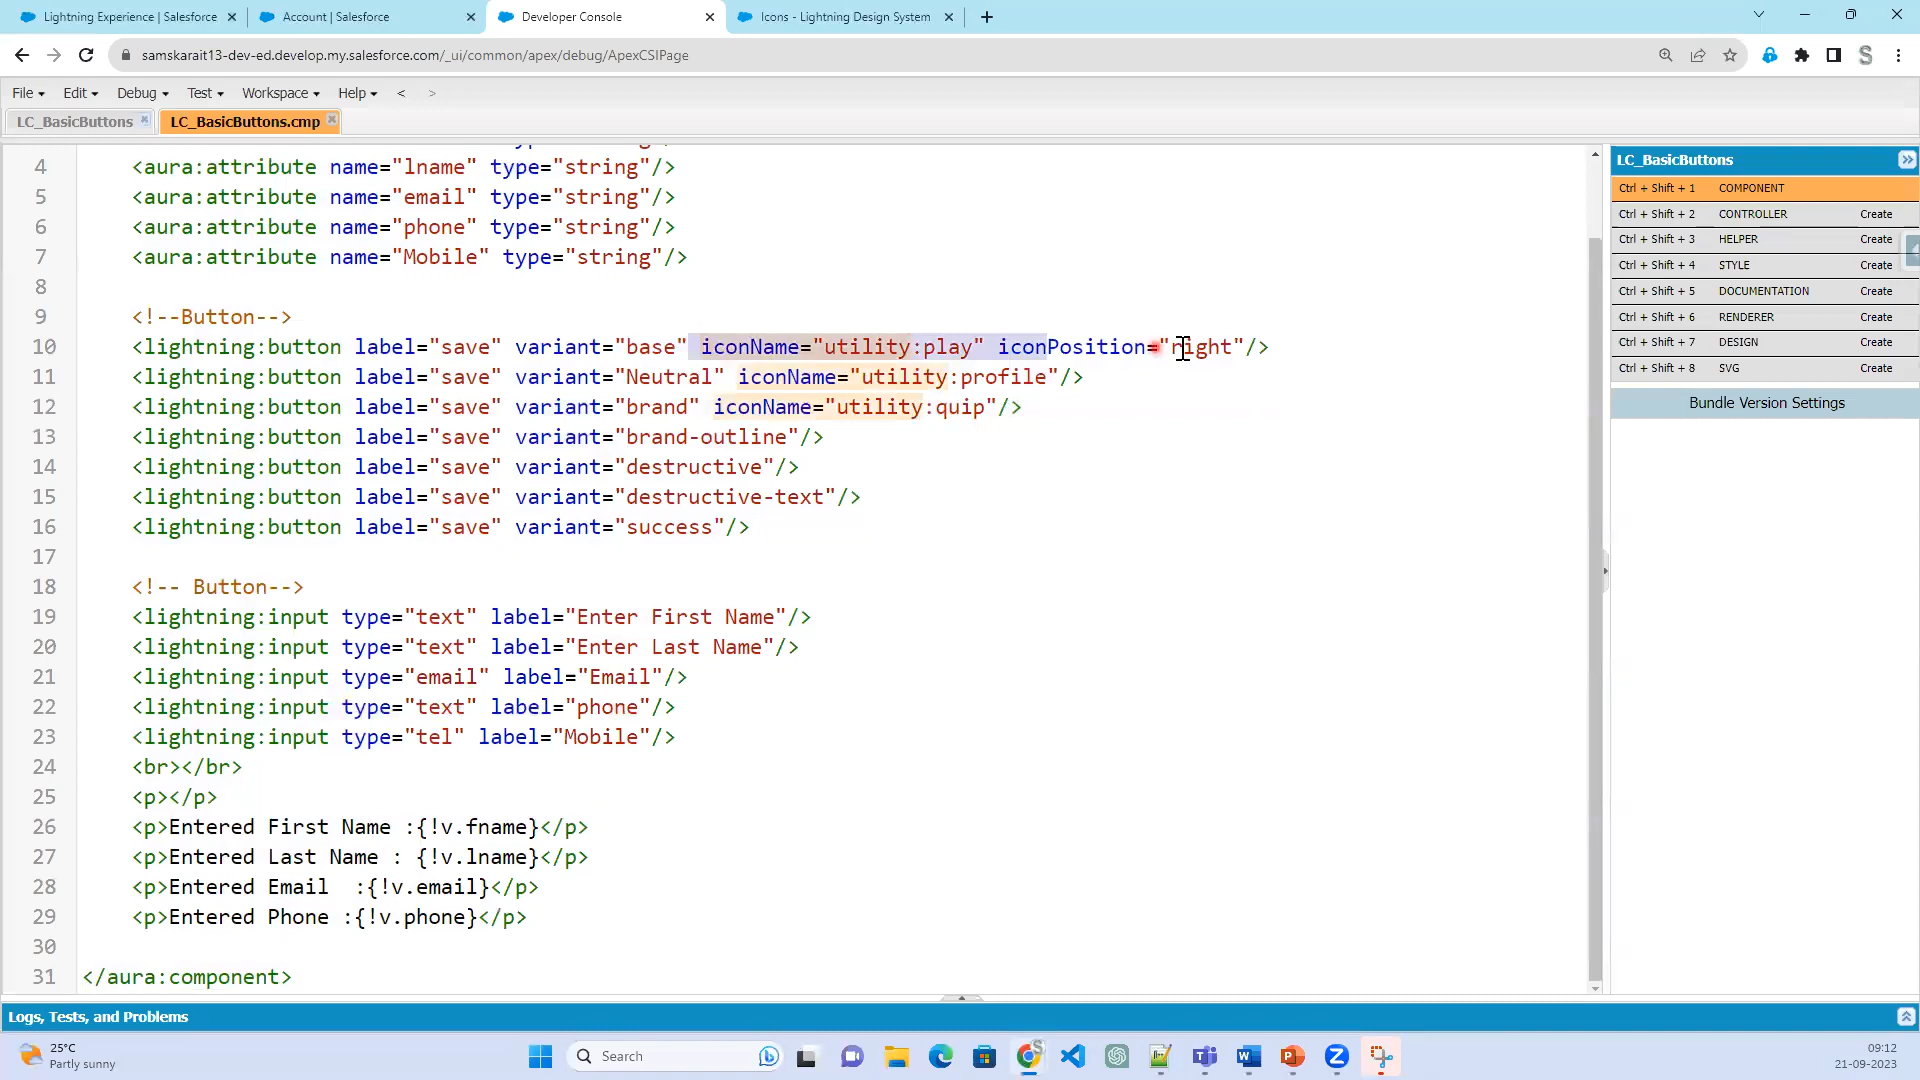 Lightning Experience | Salesforce
Account | Salesforce
Developer Console
Icons - Lightning Design System
samskarait13-dev-ed.develop.my.salesforce.com/_ui/common/apex/debug/ApexCSIPage
File Edit Debug Test Workspace Help < >
LC_BasicButtons
LC_BasicButtons.cmp
4 <aura:attribute name="lname" type="string"/>
5 <aura:attribute name="email" type="string"/>
6 <aura:attribute name="phone" type="string"/>
7 <aura:attribute name="Mobile" type="string"/>
8
9 <!--Button-->
10 <lightning:button label="save" variant="base" iconName="utility:play" iconPosition="right"/>
11 <lightning:button label="save" variant="Neutral" iconName="utility:profile"/>
12 <lightning:button label="save" variant="brand" iconName="utility:quip"/>
13 <lightning:button label="save" variant="brand-outline"/>
14 <lightning:button label="save" variant="destructive"/>
15 <lightning:button label="save" variant="destructive-text"/>
16 <lightning:button label="save" variant="success"/>
17
18 <!-- Button-->
19 <lightning:input type="text" label="Enter First Name"/>
20 <lightning:input type="text" label="Enter Last Name"/>
21 <lightning:input type="email" label="Email"/>
22 <lightning:input type="text" label="phone"/>
23 <lightning:input type="tel" label="Mobile"/>
24 <br></br>
25 <p></p>
26 <p>Entered First Name :{!v.fname}</p>
27 <p>Entered Last Name : {!v.lname}</p>
28 <p>Entered Email  :{!v.email}</p>
29 <p>Entered Phone :{!v.phone}</p>
30
31 </aura:component>
LC_BasicButtons
Ctrl + Shift + 1 COMPONENT
Ctrl + Shift + 2 CONTROLLER Create
Ctrl + Shift + 3 HELPER Create
Ctrl + Shift + 4 STYLE Create
Ctrl + Shift + 5 DOCUMENTATION Create
Ctrl + Shift + 6 RENDERER Create
Ctrl + Shift + 7 DESIGN Create
Ctrl + Shift + 8 SVG Create
Bundle Version Settings
Logs, Tests, and Problems
25°C
Partly sunny
Search
09:12
21-09-2023